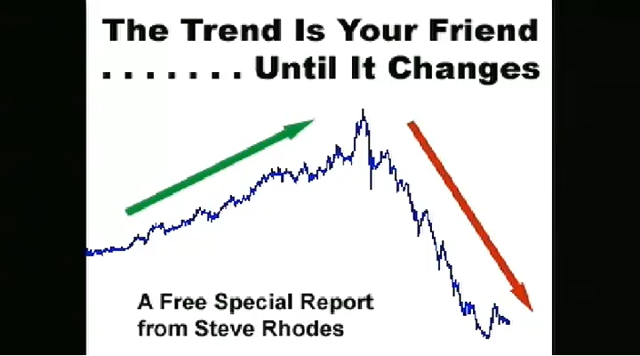 The Trend Is Your Friend
. . . . . . . Until It Changes
A Free Special Report
from Steve Rhodes